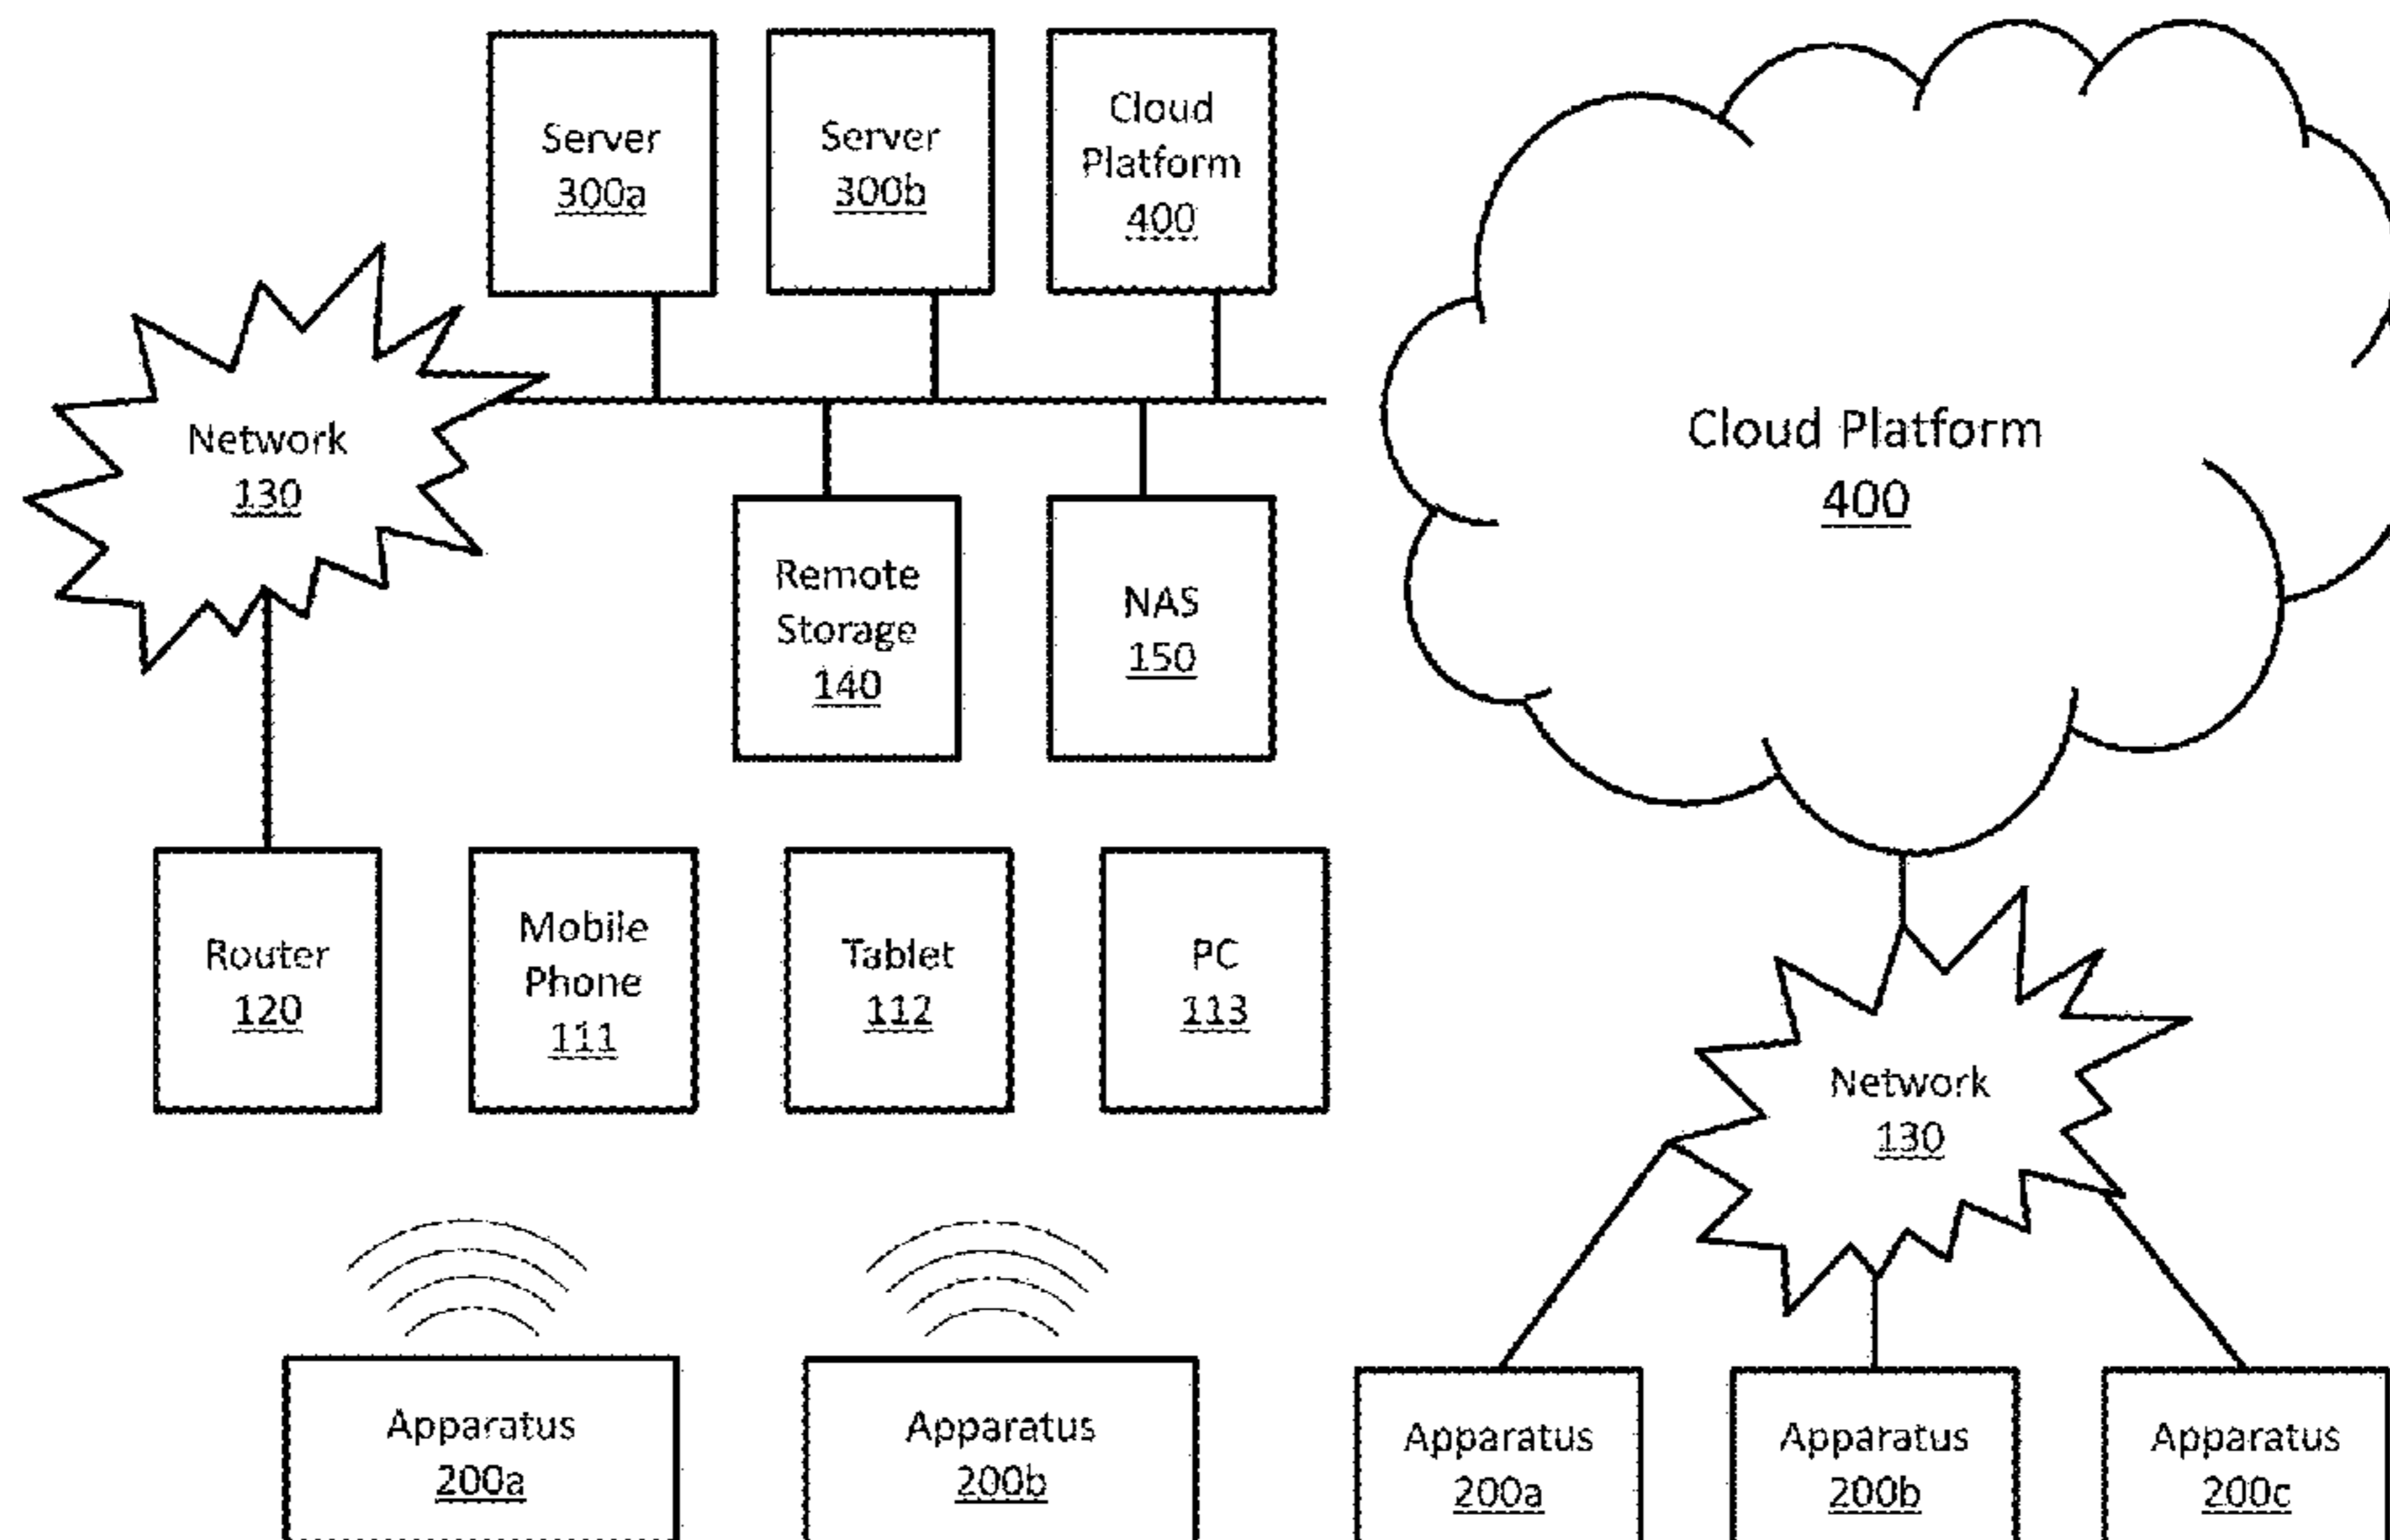 Server
300a
Server
300b
Cloud
Platform
400
Network
130
Remote
Storage
140
NAS
150
Router
120
Mobile
Phone
111
Tablet
112
PC
113
Apparatus
200a
Apparatus
200b
Cloud Platform
400
Network
130
Apparatus
200a
Apparatus
200b
Apparatus
200c